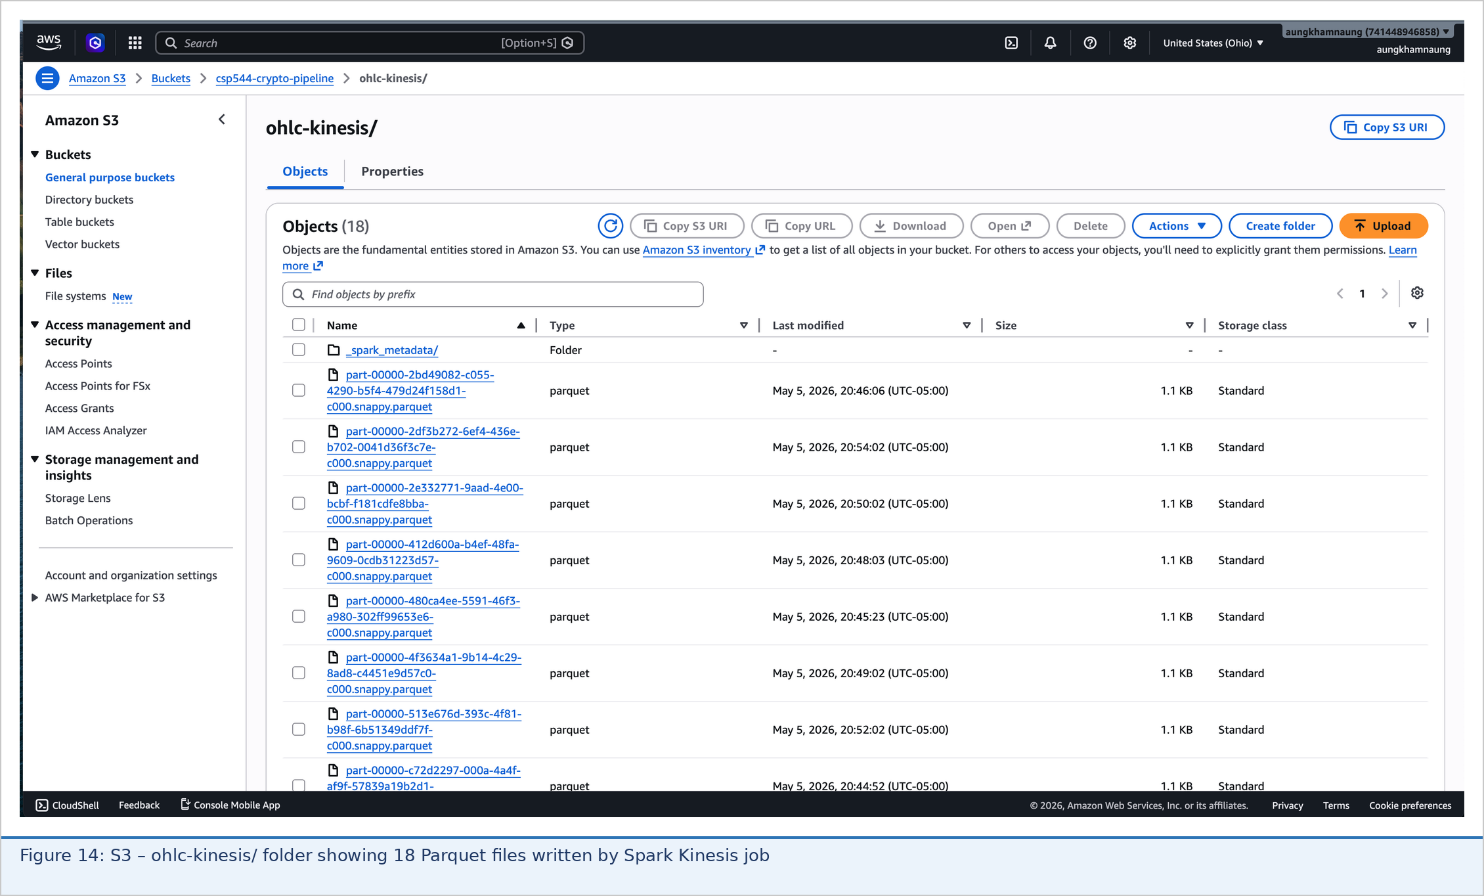 aws
Search [Option+S]
United States (Ohio) ▼
aungkhamnaung (741448946858) ▼
aungkhamnaung
Amazon S3 > Buckets > csp544-crypto-pipeline > ohlc-kinesis/
Amazon S3
Buckets
General purpose buckets
Directory buckets
Table buckets
Vector buckets
Files
File systems New
Access management and
security
Access Points
Access Points for FSx
Access Grants
IAM Access Analyzer
Storage management and
insights
Storage Lens
Batch Operations
Account and organization settings
AWS Marketplace for S3
ohlc-kinesis/
Copy S3 URI
Objects
Properties
Objects (18)
Copy S3 URI
Copy URL
Download
Open
Delete
Actions ▼
Create folder
Upload
Objects are the fundamental entities stored in Amazon S3. You can use Amazon S3 inventory to get a list of all objects in your bucket. For others to access your objects, you'll need to explicitly grant them permissions. Learn
more
Find objects by prefix
< 1 >
Name Type Last modified Size Storage class
_spark_metadata/ Folder - - -
part-00000-2bd49082-c055-
4290-b5f4-479d24f158d1- parquet May 5, 2026, 20:46:06 (UTC-05:00) 1.1 KB Standard
c000.snappy.parquet
part-00000-2df3b272-6ef4-436e-
b702-0041d36f3c7e- parquet May 5, 2026, 20:54:02 (UTC-05:00) 1.1 KB Standard
c000.snappy.parquet
part-00000-2e332771-9aad-4e00-
bcbf-f181cdfe8bba- parquet May 5, 2026, 20:50:02 (UTC-05:00) 1.1 KB Standard
c000.snappy.parquet
part-00000-412d600a-b4ef-48fa-
9609-0cdb31223d57- parquet May 5, 2026, 20:48:03 (UTC-05:00) 1.1 KB Standard
c000.snappy.parquet
part-00000-480ca4ee-5591-46f3-
a980-302ff99653e6- parquet May 5, 2026, 20:45:23 (UTC-05:00) 1.1 KB Standard
c000.snappy.parquet
part-00000-4f3634a1-9b14-4c29-
8ad8-c4451e9d57c0- parquet May 5, 2026, 20:49:02 (UTC-05:00) 1.1 KB Standard
c000.snappy.parquet
part-00000-513e676d-393c-4f81-
b98f-6b51349ddf7f- parquet May 5, 2026, 20:52:02 (UTC-05:00) 1.1 KB Standard
c000.snappy.parquet
part-00000-c72d2297-000a-4a4f-
af9f-57839a19b2d1- parquet May 5, 2026, 20:44:52 (UTC-05:00) 1.1 KB Standard
CloudShell Feedback Console Mobile App © 2026, Amazon Web Services, Inc. or its affiliates. Privacy Terms Cookie preferences
Figure 14: S3 – ohlc-kinesis/ folder showing 18 Parquet files written by Spark Kinesis job